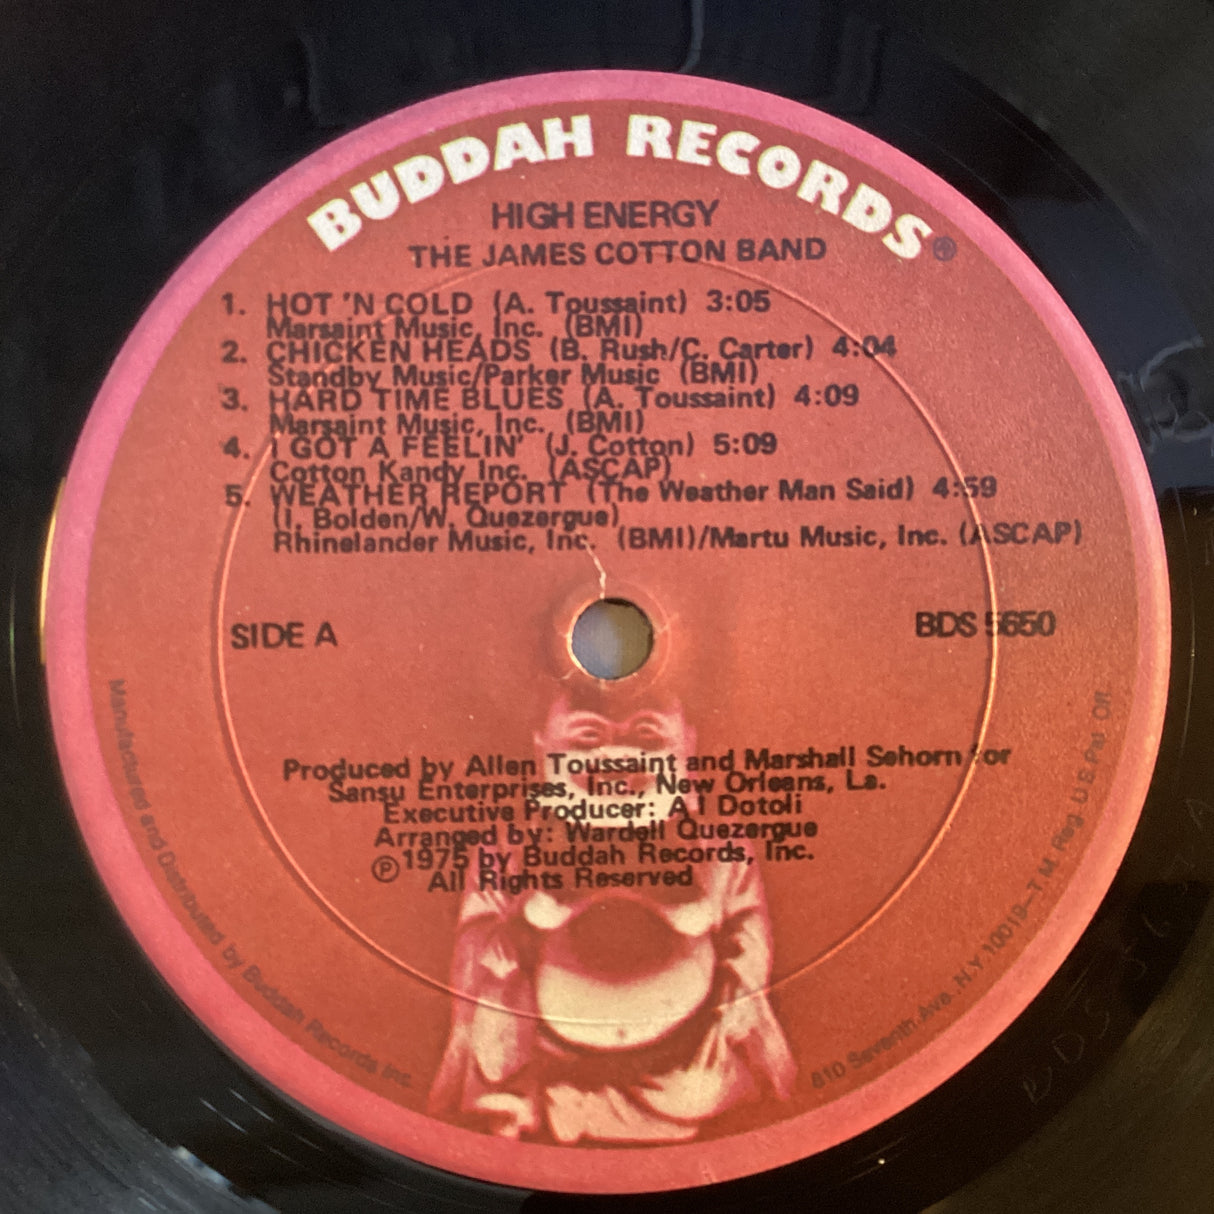 BUDDAH RECORDS®
HIGH ENERGY
THE JAMES COTTON BAND
1. HOT 'N COLD (A. Toussaint) 3:05
Marsaint Music, Inc. (BMI)
2. CHICKEN HEADS (B. Rush/C. Carter) 4:04
Standby Music/Parker Music (BMI)
3. HARD TIME BLUES (A. Toussaint) 4:09
Marsaint Music, Inc. (BMI)
4. I GOT A FEELIN' (J. Cotton) 5:09
Cotton Kandy Inc. (ASCAP)
5. WEATHER REPORT (The Weather Man Said) 4:59
(I. Bolden/W. Quezergue)
Rhinelander Music, Inc. (BMI)/Martu Music, Inc. (ASCAP)
SIDE A
BDS 5650
Produced by Allen Toussaint and Marshall Sehorn for
Sansu Enterprises, Inc., New Orleans, La.
Executive Producer: A l Dotoli
Arranged by: Wardell Quezergue
℗ 1975 by Buddah Records, Inc.
All Rights Reserved
Manufactured and Distributed by Buddah Records Inc.
810 Seventh Ave., N.Y. 10019—T.M. Reg. U.S. Pat. Off.